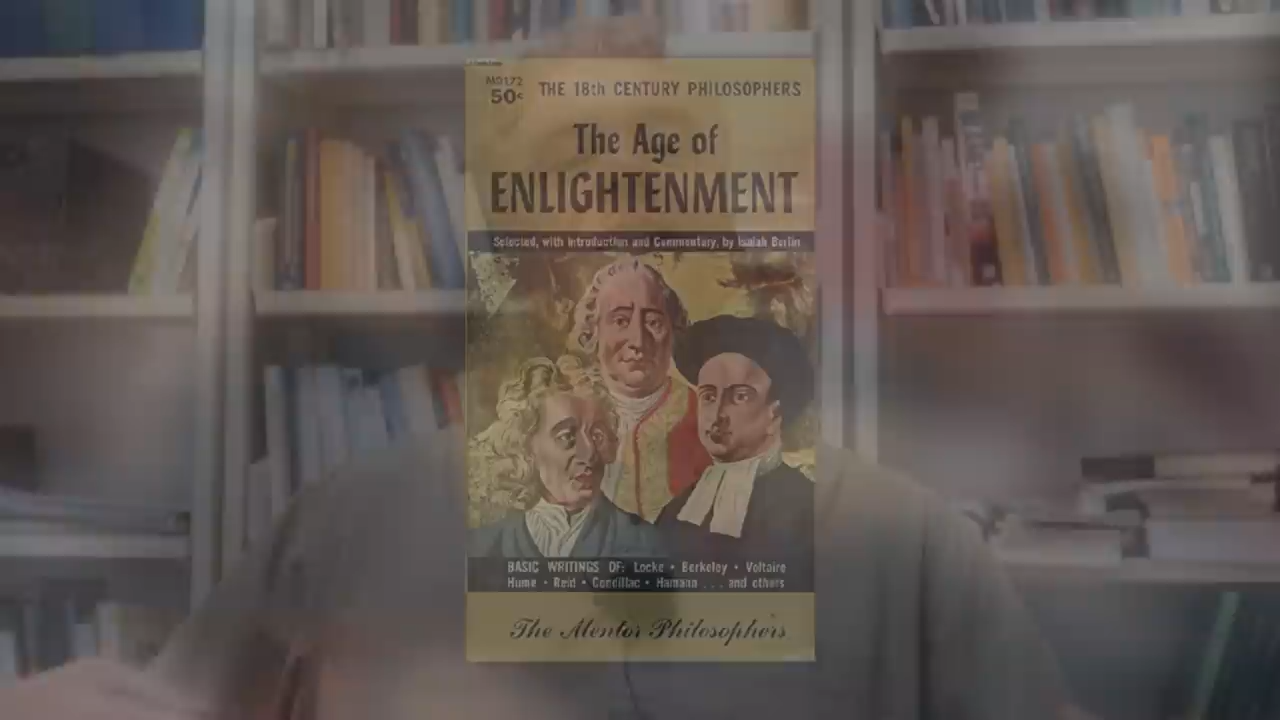 MD172
50¢
THE 18th CENTURY PHILOSOPHERS
The Age of
ENLIGHTENMENT
Selected, with Introduction and Commentary, by Isaiah Berlin
BASIC WRITINGS OF: Locke • Berkeley • Voltaire
Hume • Reid • Condillac • Hamann . . . and others
The Mentor Philosophers